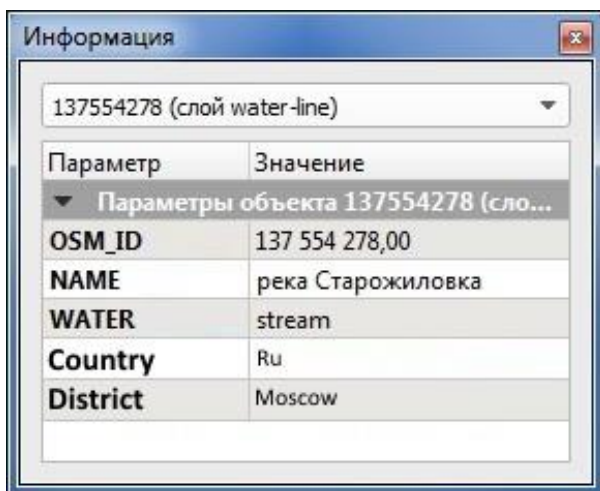 Информация
137554278 (слой water-line)
Параметр Значение
Параметры объекта 137554278 (сло...
OSM_ID 137 554 278,00
NAME река Старожиловка
WATER stream
Country Ru
District Moscow